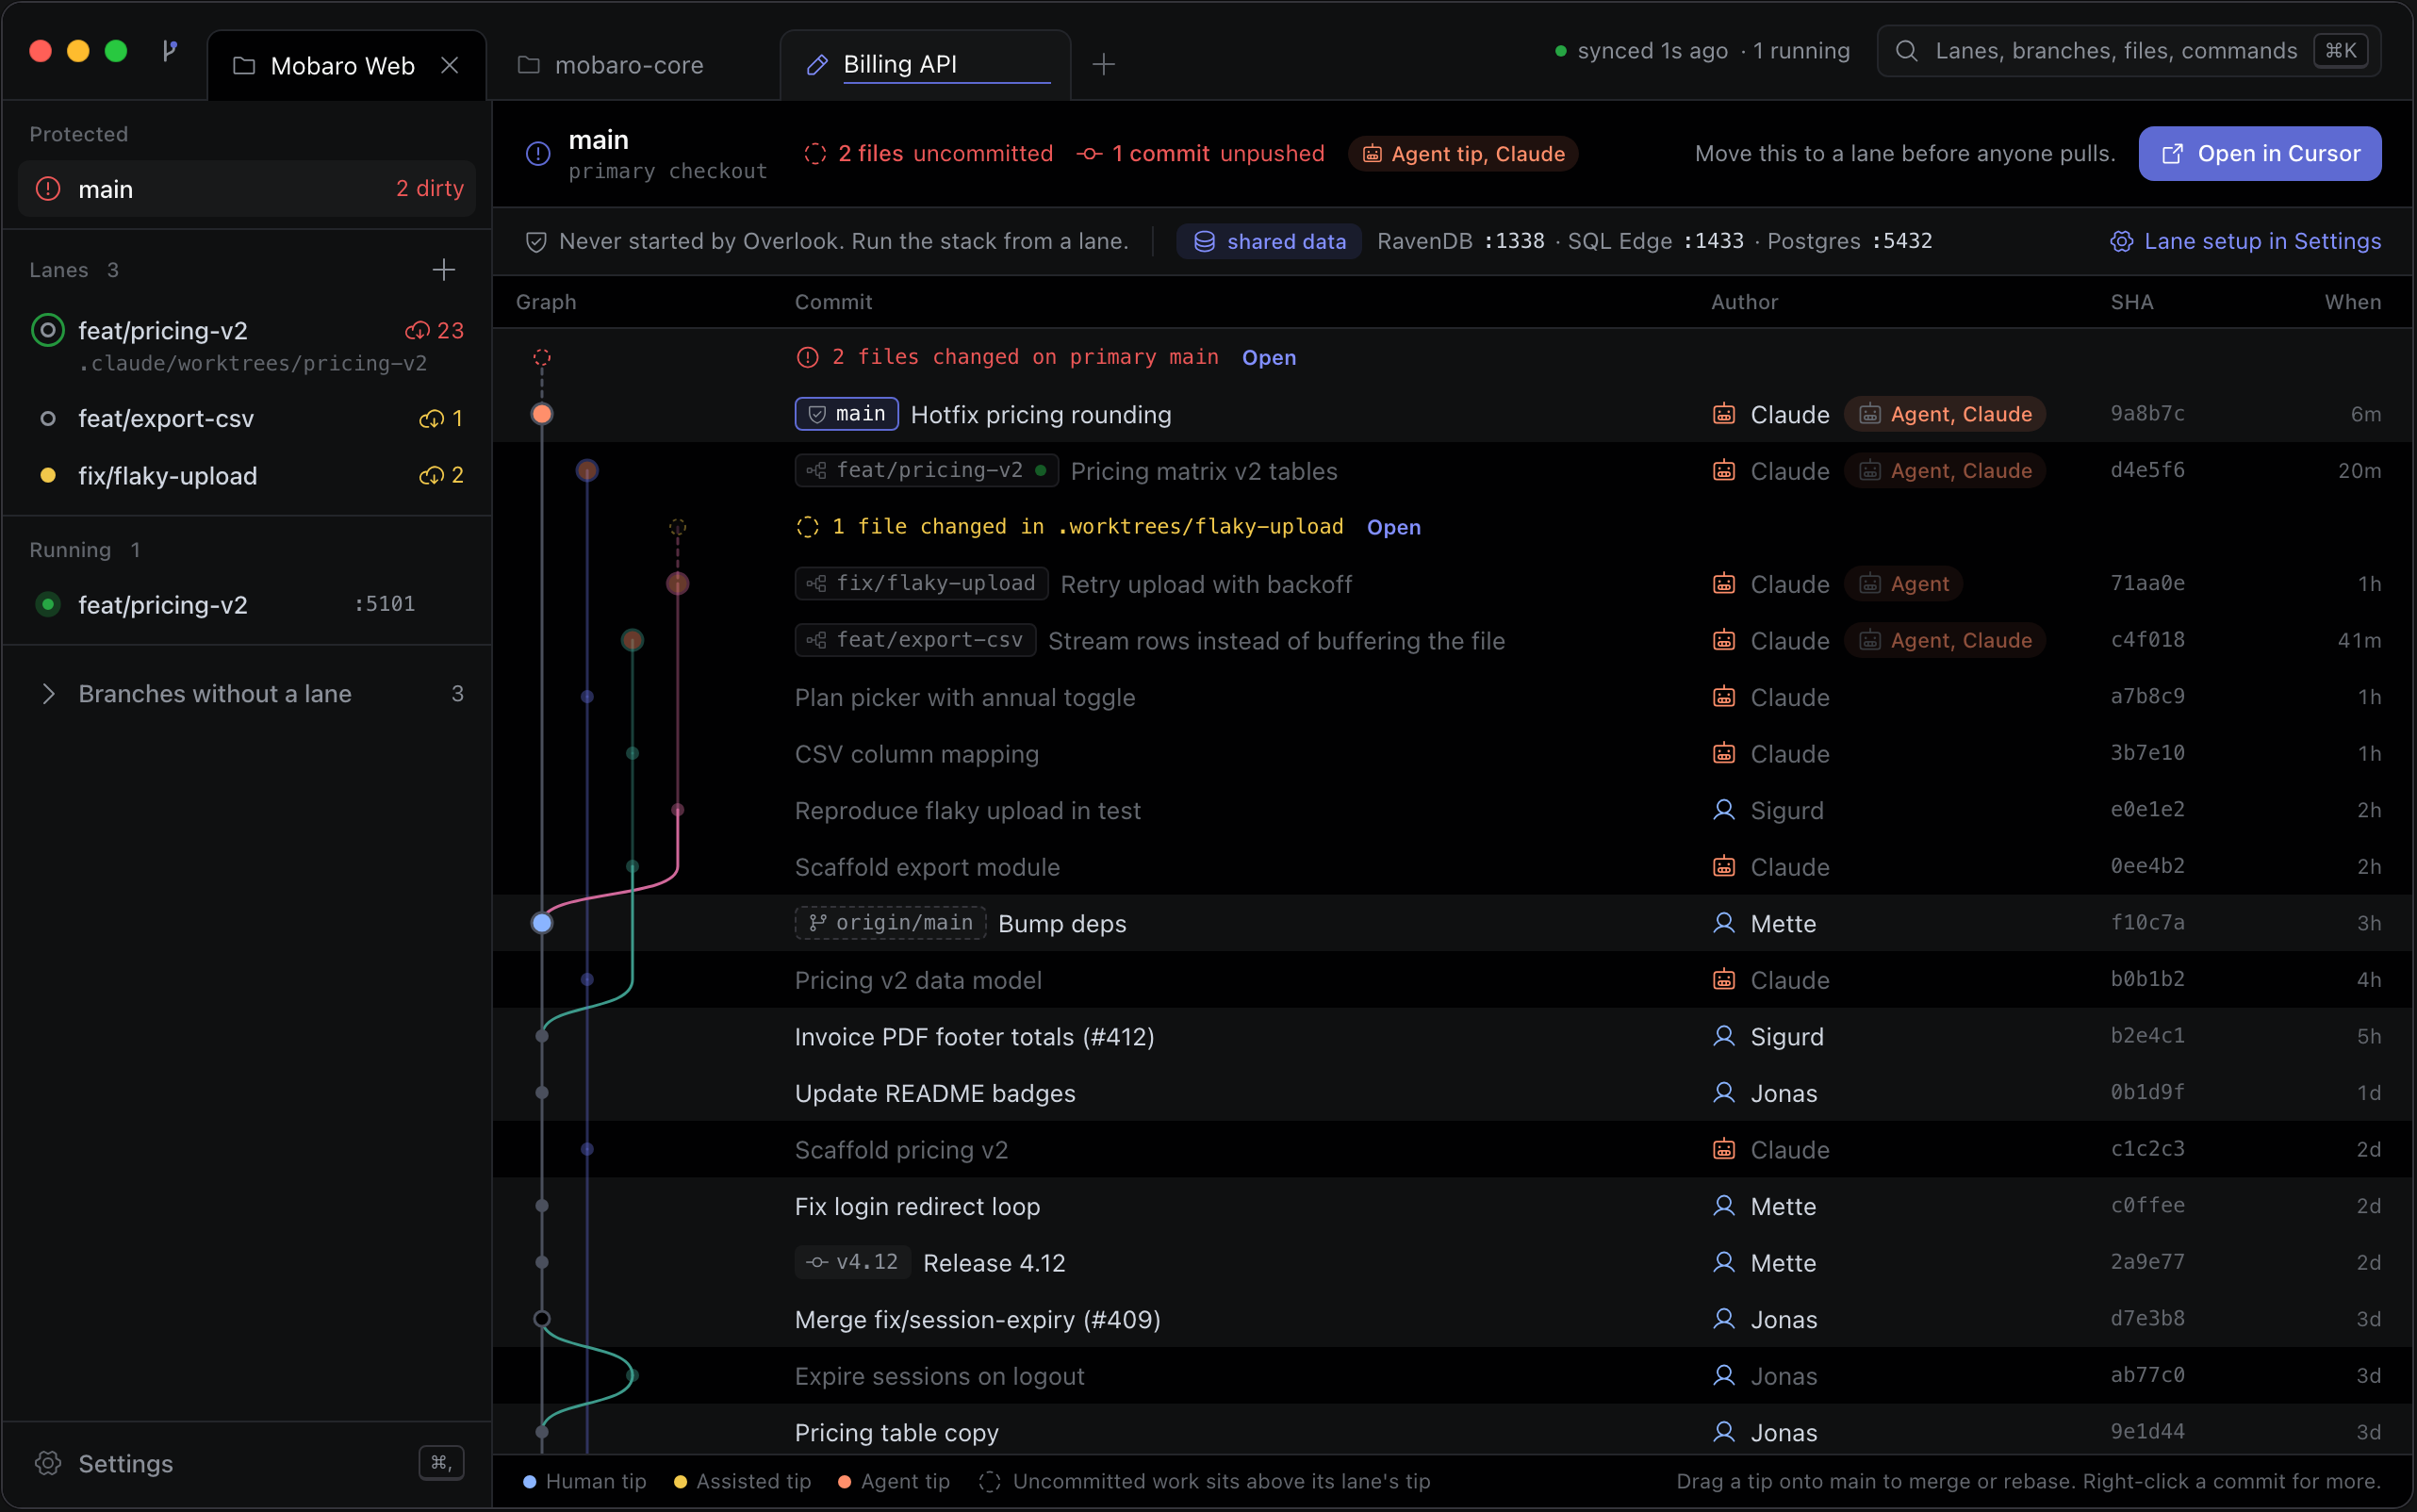 Mobaro Web
mobaro-core
Billing API
synced 1s ago · 1 running
Lanes, branches, files, commands ⌘K
Protected
main 2 dirty
Lanes 3
feat/pricing-v2 23
.claude/worktrees/pricing-v2
feat/export-csv 1
fix/flaky-upload 2
Running 1
feat/pricing-v2 :5101
Branches without a lane 3
Settings ⌘,
main
primary checkout
2 files uncommitted 1 commit unpushed Agent tip, Claude
Move this to a lane before anyone pulls. Open in Cursor
Never started by Overlook. Run the stack from a lane. shared data RavenDB :1338 · SQL Edge :1433 · Postgres :5432 Lane setup in Settings
Graph Commit Author SHA When
2 files changed on primary main Open
main Hotfix pricing rounding Claude Agent, Claude 9a8b7c 6m
feat/pricing-v2 Pricing matrix v2 tables Claude Agent, Claude d4e5f6 20m
1 file changed in .worktrees/flaky-upload Open
fix/flaky-upload Retry upload with backoff Claude Agent 71aa0e 1h
feat/export-csv Stream rows instead of buffering the file Claude Agent, Claude c4f018 41m
Plan picker with annual toggle Claude a7b8c9 1h
CSV column mapping Claude 3b7e10 1h
Reproduce flaky upload in test Sigurd e0e1e2 2h
Scaffold export module Claude 0ee4b2 2h
origin/main Bump deps Mette f10c7a 3h
Pricing v2 data model Claude b0b1b2 4h
Invoice PDF footer totals (#412) Sigurd b2e4c1 5h
Update README badges Jonas 0b1d9f 1d
Scaffold pricing v2 Claude c1c2c3 2d
Fix login redirect loop Mette c0ffee 2d
v4.12 Release 4.12 Mette 2a9e77 2d
Merge fix/session-expiry (#409) Jonas d7e3b8 3d
Expire sessions on logout Jonas ab77c0 3d
Pricing table copy Jonas 9e1d44 3d
Human tip Assisted tip Agent tip Uncommitted work sits above its lane's tip
Drag a tip onto main to merge or rebase. Right-click a commit for more.